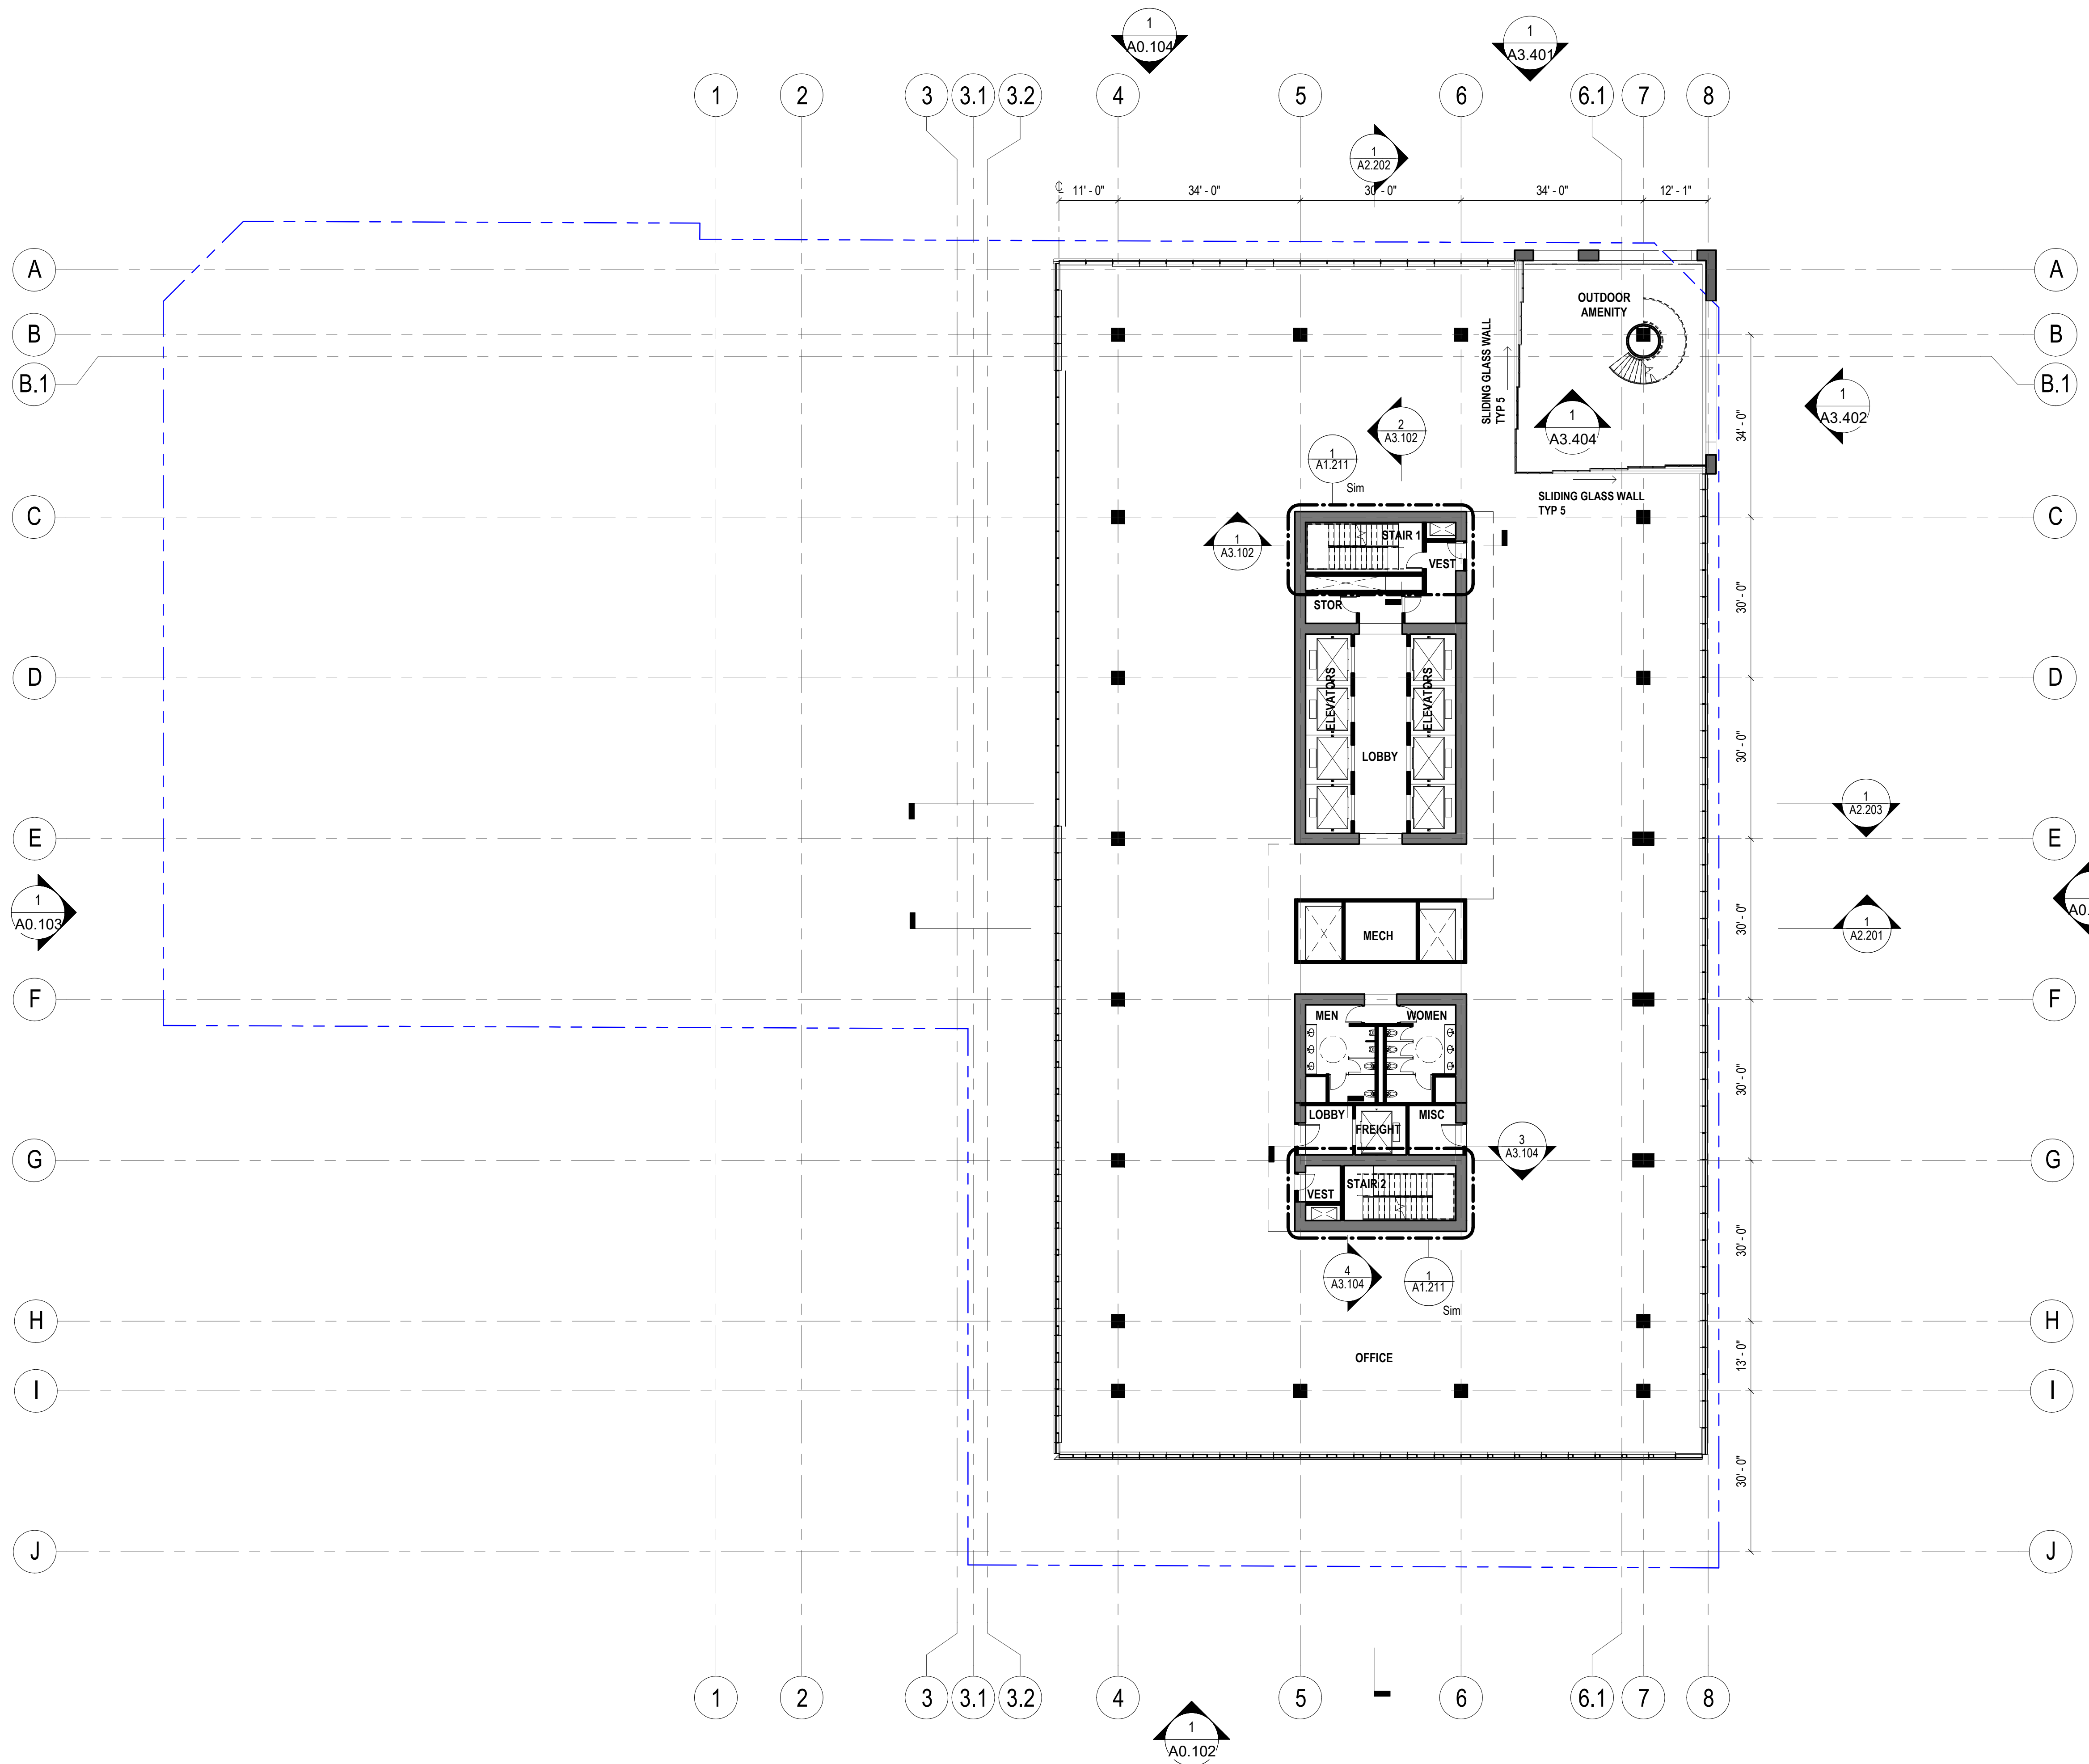 1
A0.104
1
A3.401
1
2
3
3.1
3.2
4
5
6
6.1
7
8
1
A2.202
℄
11' - 0"
34' - 0"
30' - 0"
34' - 0"
12' - 1"
A
A
OUTDOOR
AMENITY
B
B
B.1
B.1
SLIDING GLASS WALL
TYP 5
1
A3.404
1
A3.402
34' - 0"
2
A3.102
1
A1.211
Sim
SLIDING GLASS WALL
TYP 5
C
C
1
A3.102
STAIR 1
VEST
STOR
30' - 0"
D
D
ELEVATORS
ELEVATORS
LOBBY
30' - 0"
1
A2.203
E
E
1
A0.103
A0.
MECH
30' - 0"
1
A2.201
F
F
MEN
WOMEN
30' - 0"
LOBBY
FREIGHT
MISC
3
A3.104
G
G
VEST
STAIR 2
30' - 0"
4
A3.104
1
A1.211
Sim
H
H
OFFICE
13' - 0"
I
I
30' - 0"
J
J
1
2
3
3.1
3.2
4
5
6
6.1
7
8
1
A0.102